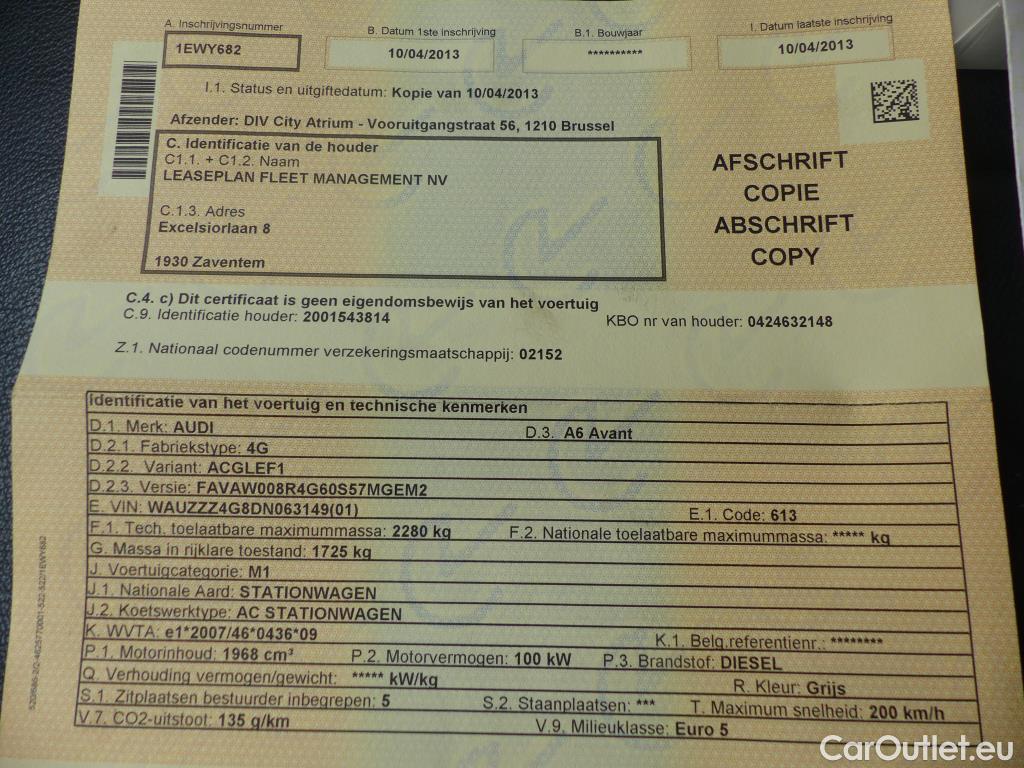 A. Inschrijvingsnummer B. Datum 1ste inschrijving B.1. Bouwjaar I. Datum laatste inschrijving
1EWY682 10/04/2013 ********** 10/04/2013
I.1. Status en uitgiftedatum: Kopie van 10/04/2013
Afzender: DIV City Atrium - Vooruitgangstraat 56, 1210 Brussel
C. Identificatie van de houder
C1.1. + C1.2. Naam
LEASEPLAN FLEET MANAGEMENT NV
C.1.3. Adres
Excelsiorlaan 8
1930 Zaventem
AFSCHRIFT
COPIE
ABSCHRIFT
COPY
C.4. c) Dit certificaat is geen eigendomsbewijs van het voertuig
C.9. Identificatie houder: 2001543814 KBO nr van houder: 0424632148
Z.1. Nationaal codenummer verzekeringsmaatschappij: 02152
Identificatie van het voertuig en technische kenmerken
D.1. Merk: AUDI D.3. A6 Avant
D.2.1. Fabriekstype: 4G
D.2.2. Variant: ACGLEF1
D.2.3. Versie: FAVAW008R4G60S57MGEM2
E. VIN: WAUZZZ4G8DN063149(01) E.1. Code: 613
F.1. Tech. toelaatbare maximummassa: 2280 kg F.2. Nationale toelaatbare maximummassa: ***** kg
G. Massa in rijklare toestand: 1725 kg
J. Voertuigcategorie: M1
J.1. Nationale Aard: STATIONWAGEN
J.2. Koetswerktype: AC STATIONWAGEN
K. WVTA: e1*2007/46*0436*09 K.1. Belg.referentienr.: ********
P.1. Motorinhoud: 1968 cm³ P.2. Motorvermogen: 100 kW P.3. Brandstof: DIESEL
Q. Verhouding vermogen/gewicht: ***** kW/kg R. Kleur: Grijs
S.1. Zitplaatsen bestuurder inbegrepen: 5 S.2. Staanplaatsen: *** T. Maximum snelheid: 200 km/h
V.7. CO2-uitstoot: 135 g/km V.9. Milieuklasse: Euro 5
CarOutlet.eu